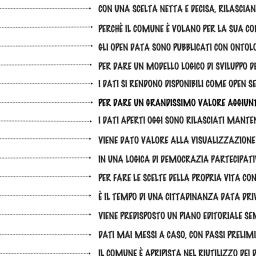 CON UNA SCELTA NETTA E DECISA, RILASCIAN
PERCHÈ IL COMUNE È VOLANO PER LA SUA CO
GLI OPEN DATA SONO PUBBLICATI CON ONTOLO
PER DARE UN MODELLO LOGICO DI SVILUPPO DE
I DATI SI RENDONO DISPONIBILI COME OPEN SE
PER DARE UN GRANDISSIMO VALORE AGGIUNT
I DATI APERTI OGGI SONO RILASCIATI MANTEN
VIENE DATO VALORE ALLA VISUALIZZAZIONE
IN UNA LOGICA DI DEMOCRAZIA PARTECIPATI
PER FARE LE SCELTE DELLA PROPRIA VITA CON
È IL TEMPO DI UNA CITTADINANZA DATA DRIV
VIENE PREDISPOSTO UN PIANO EDITORIALE SEM
DATI MAI MESSI A CASO, CON PASSI PRELIMI
IL COMUNE È APRIPISTA NEL RIUTILIZZO DEI D